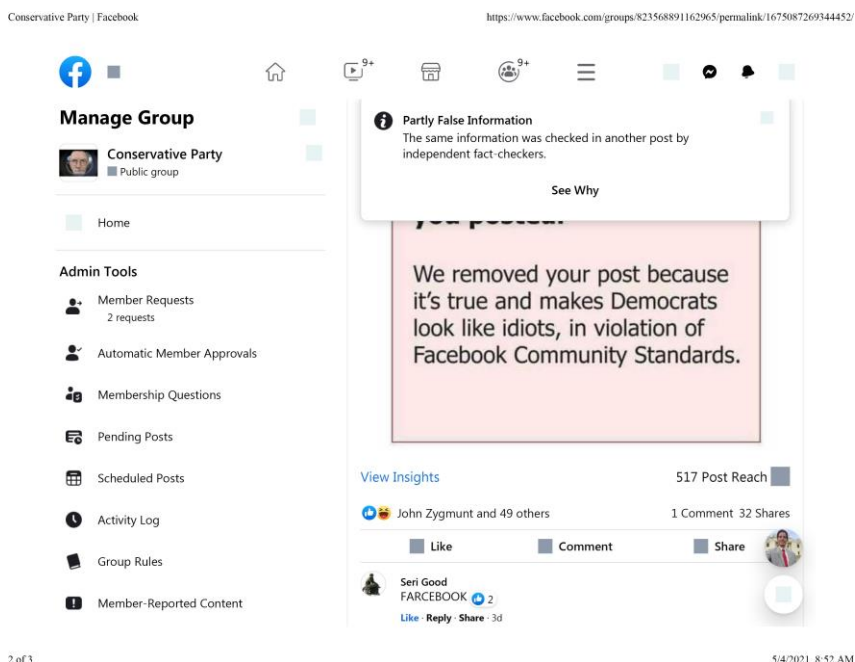 Conservative Party | Facebook
https://www.facebook.com/groups/823568891162965/permalink/1675087269344452/
9+
9+
Manage Group
Conservative Party
Public group
Home
Admin Tools
Member Requests
2 requests
Automatic Member Approvals
Membership Questions
Pending Posts
Scheduled Posts
Activity Log
Group Rules
Member-Reported Content
Partly False Information
The same information was checked in another post by
independent fact-checkers.
See Why
you posted.
We removed your post because
it's true and makes Democrats
look like idiots, in violation of
Facebook Community Standards.
View Insights
517 Post Reach
John Zygmunt and 49 others
1 Comment 32 Shares
Like
Comment
Share
Seri Good
FARCEBOOK 2
Like · Reply · Share · 3d
2 of 3
5/4/2021, 8:52 AM